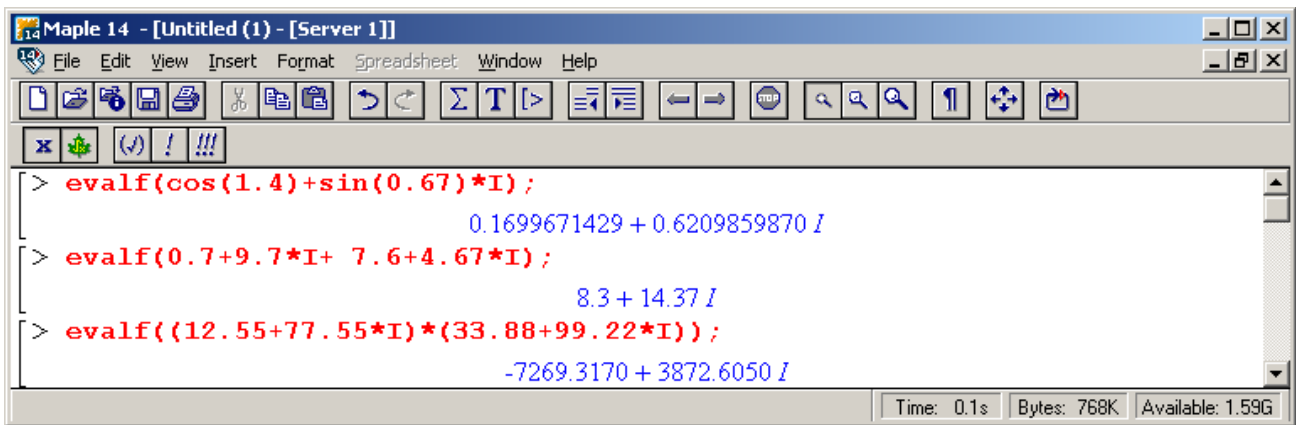 Maple 14 - [Untitled (1) - [Server 1]]
File Edit View Insert Format Spreadsheet Window Help
Σ T [> STOP ¶
x (√) ! !!!
[> evalf(cos(1.4)+sin(0.67)*I);
0.1699671429 + 0.6209859870 I
[> evalf(0.7+9.7*I+ 7.6+4.67*I);
8.3 + 14.37 I
[> evalf((12.55+77.55*I)*(33.88+99.22*I));
-7269.3170 + 3872.6050 I
Time: 0.1s Bytes: 768K Available: 1.59G